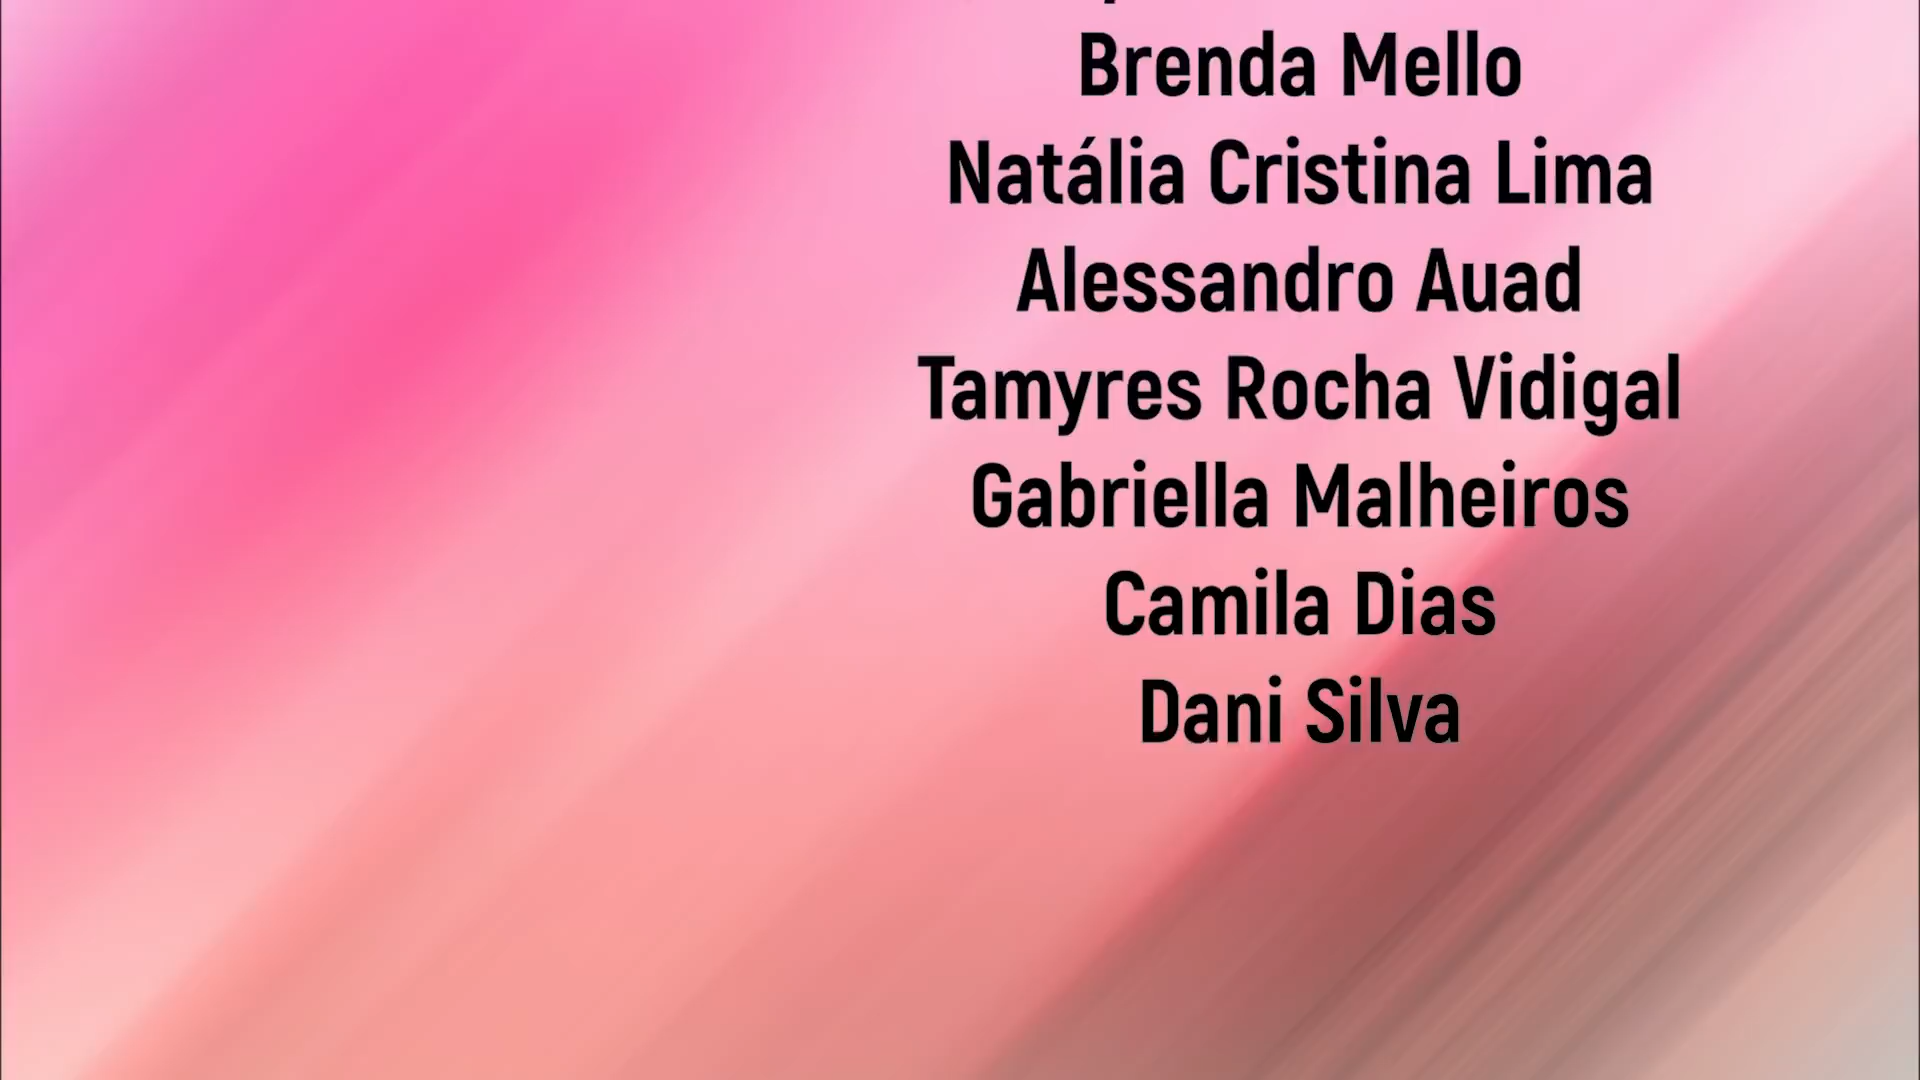 Brenda Mello
Natália Cristina Lima
Alessandro Auad
Tamyres Rocha Vidigal
Gabriella Malheiros
Camila Dias
Dani Silva